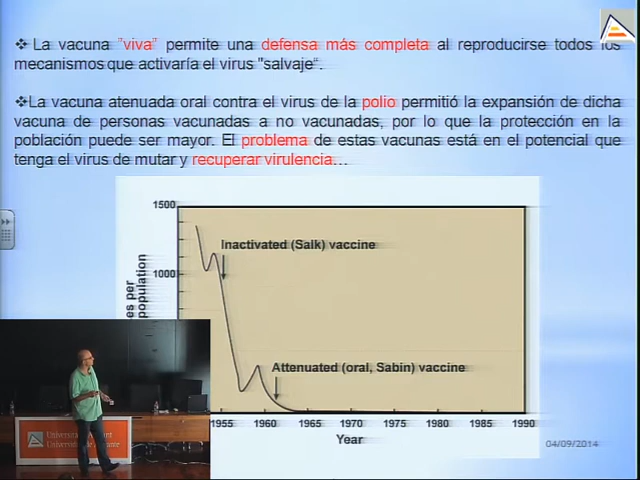 ❖ La vacuna "viva" permite una defensa más completa al reproducirse todos los
mecanismos que activaría el virus "salvaje".
❖La vacuna atenuada oral contra el virus de la polio permitió la expansión de dicha
vacuna de personas vacunadas a no vacunadas, por lo que la protección en la
población puede ser mayor. El problema de estas vacunas está en el potencial que
tenga el virus de mutar y recuperar virulencia...
1500
Inactivated (Salk) vaccine
1000
es per
population
Attenuated (oral, Sabin) vaccine
1955 1960 1965 1970 1975 1980 1985 1990
Year
04/09/2014